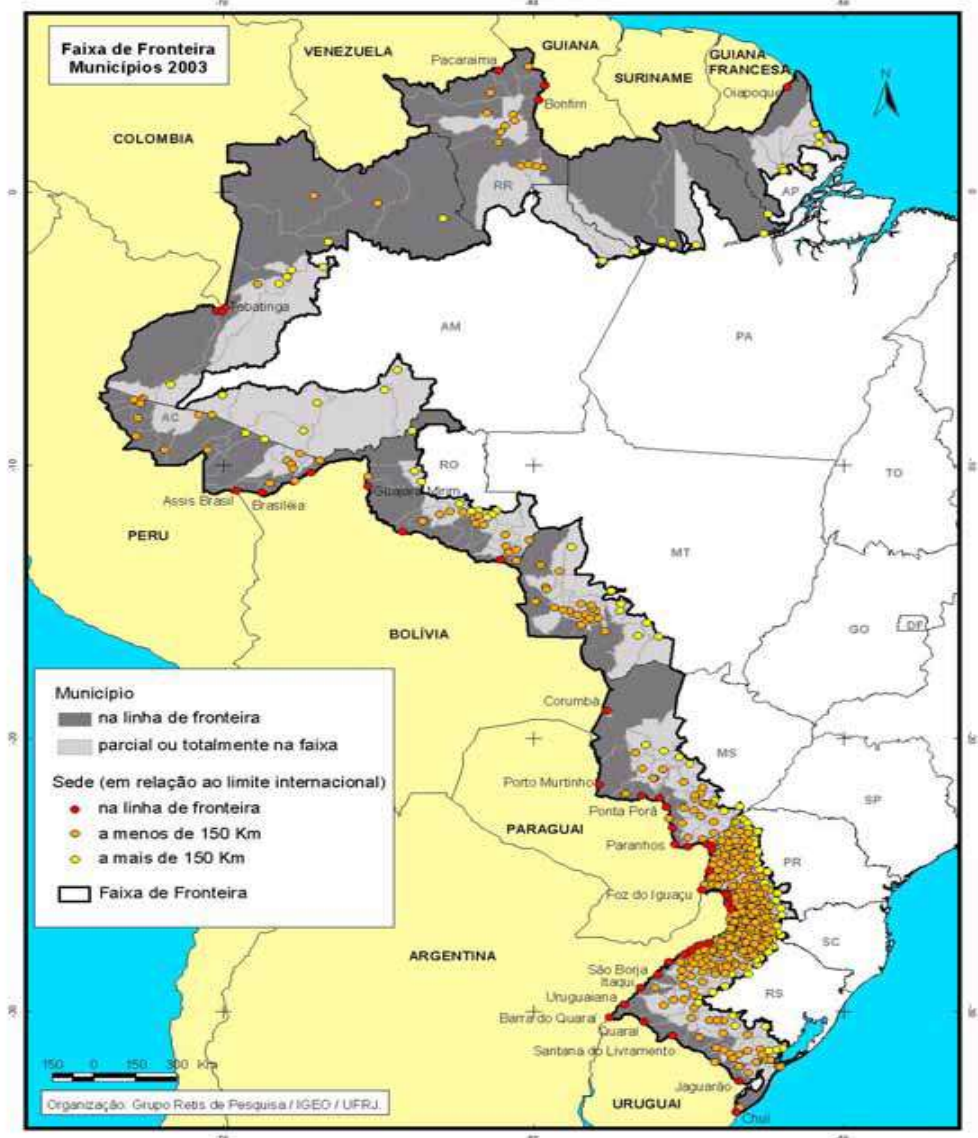 Faixa de Fronteira
Municípios 2003
VENEZUELA
GUIANA
SURINAME
GUIANA
FRANCESA
COLOMBIA
Pacaraima
Bonfim
Oiapoque
N
RR
AP
Tabatinga
AM
PA
AC
RO
TO
Assis Brasil
Brasiléia
Guajará-Mirim
PERU
MT
BOLÍVIA
GO
DF
Município
na linha de fronteira
parcial ou totalmente na faixa
Sede (em relação ao limite internacional)
na linha de fronteira
a menos de 150 Km
a mais de 150 Km
Faixa de Fronteira
Corumbá
MS
Porto Murtinho
SP
Ponta Porã
PARAGUAI
Paranhos
PR
Foz do Iguaçu
SC
ARGENTINA
São Borja
Itaqui
RS
Uruguaiana
Barra do Quaraí
Quaraí
Santana do Livramento
150 0 150 300 Km
Jaguarão
Organização: Grupo Retis de Pesquisa / IGEO / UFRJ.
URUGUAI
Chuí